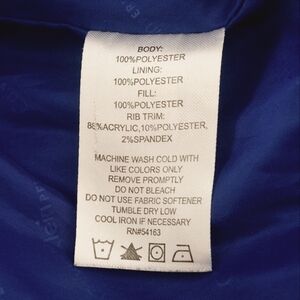 BODY:
100%POLYESTER
LINING:
100%POLYESTER
FILL:
100%POLYESTER
RIB TRIM:
88%ACRYLIC,10%POLYESTER,
2%SPANDEX
MACHINE WASH COLD WITH
LIKE COLORS ONLY
REMOVE PROMPTLY
DO NOT BLEACH
DO NOT USE FABRIC SOFTENER
TUMBLE DRY LOW
COOL IRON IF NECESSARY
RN#54163